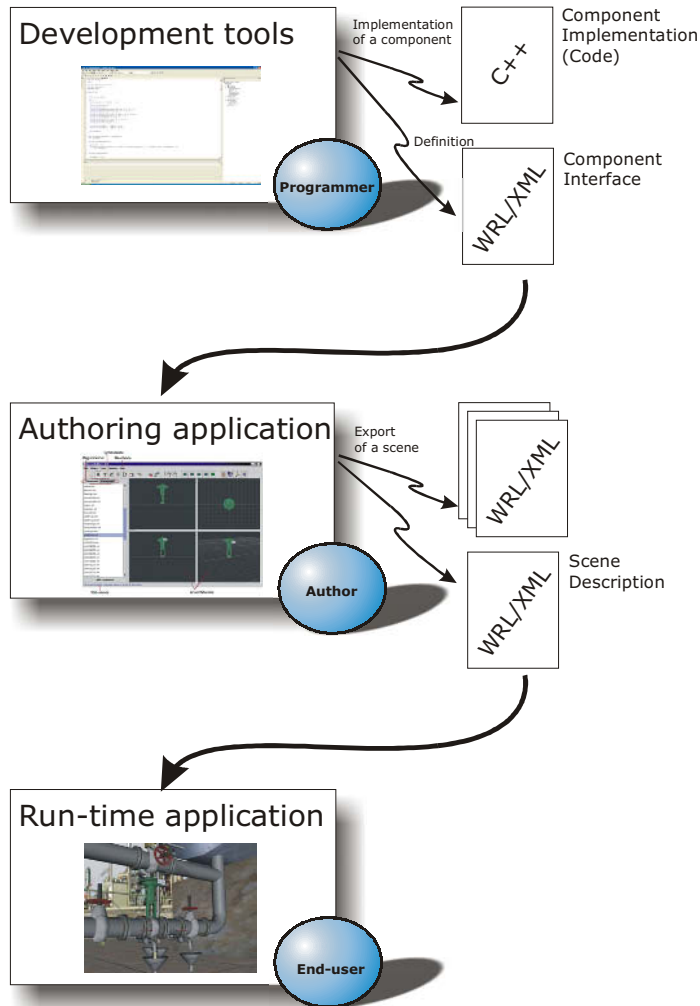 Development tools
Implementation
of a component
C++
Component
Implementation
(Code)
Programmer
Definition
WRL/XML
Component
Interface
Authoring application
Export
of a scene
WRL/XML
Author
WRL/XML
Scene
Description
Run-time application
End-user